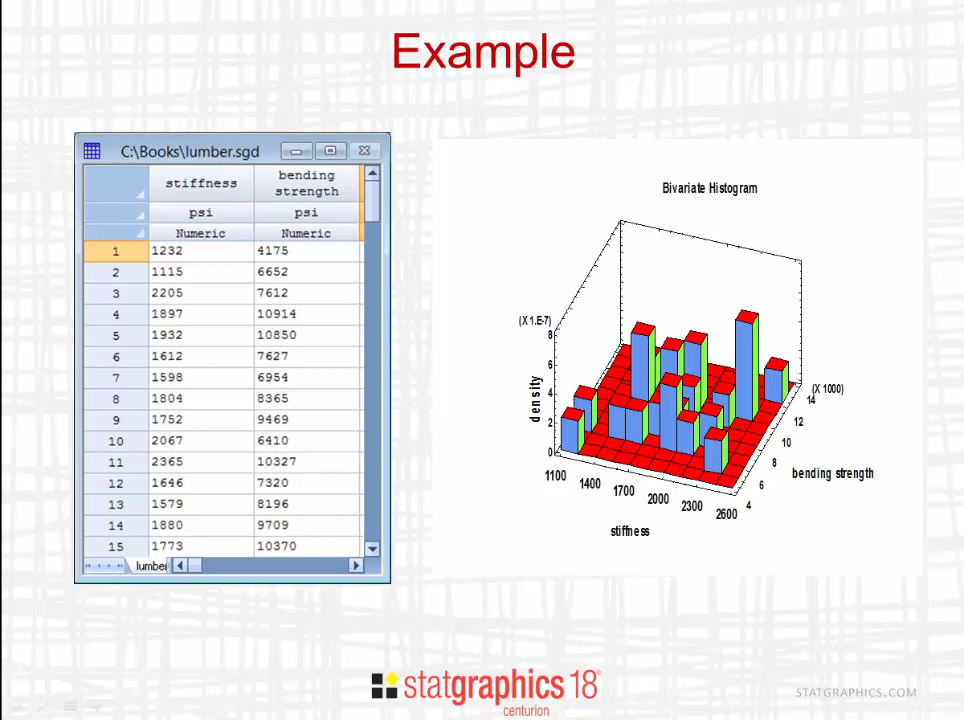 Example
C:\Books\lumber.sgd
stiffness bending strength
psi psi
Numeric Numeric
1 1232 4175
2 1115 6652
3 2205 7612
4 1897 10914
5 1932 10850
6 1612 7627
7 1598 6954
8 1804 8365
9 1752 9469
10 2067 6410
11 2365 10327
12 1646 7320
13 1579 8196
14 1880 9709
15 1773 10370
lumber
Bivariate Histogram
(X 1.E-7)
8
6
4
2
0
density
1100 1400 1700 2000 2300 2600
stiffness
(X 1000)
14
12
10
8
6
4
bending strength
statgraphics 18®
centurion
STATGRAPHICS.COM